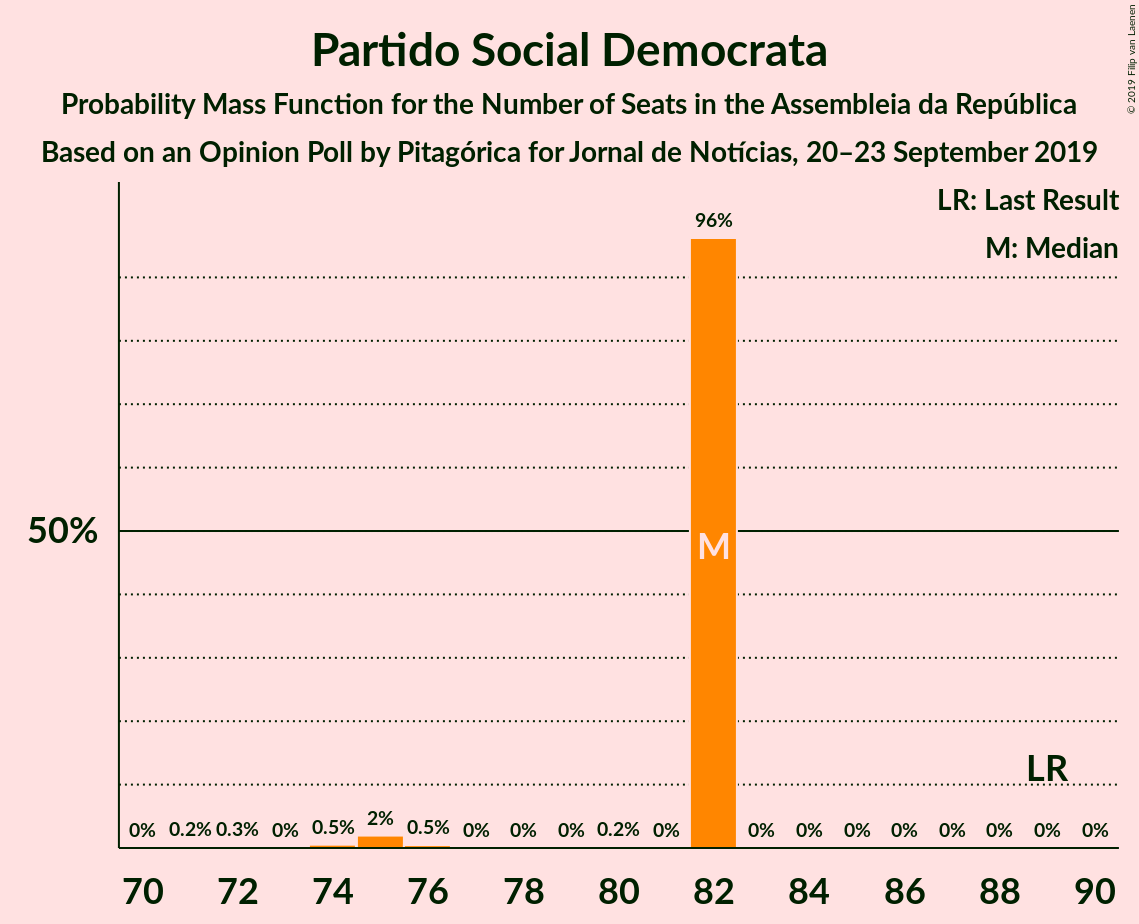 Partido Social Democrata
Probability Mass Function for the Number of Seats in the Assembleia da República
Based on an Opinion Poll by Pitagórica for Jornal de Notícias, 20–23 September 2019
© 2019 Filip van Laenen
LR: Last Result
M: Median
96%
50%
M
LR
0% 0.2% 0.3% 0% 0.5% 2% 0.5% 0% 0% 0% 0.2% 0% 0% 0% 0% 0% 0% 0% 0% 0%
70 72 74 76 78 80 82 84 86 88 90